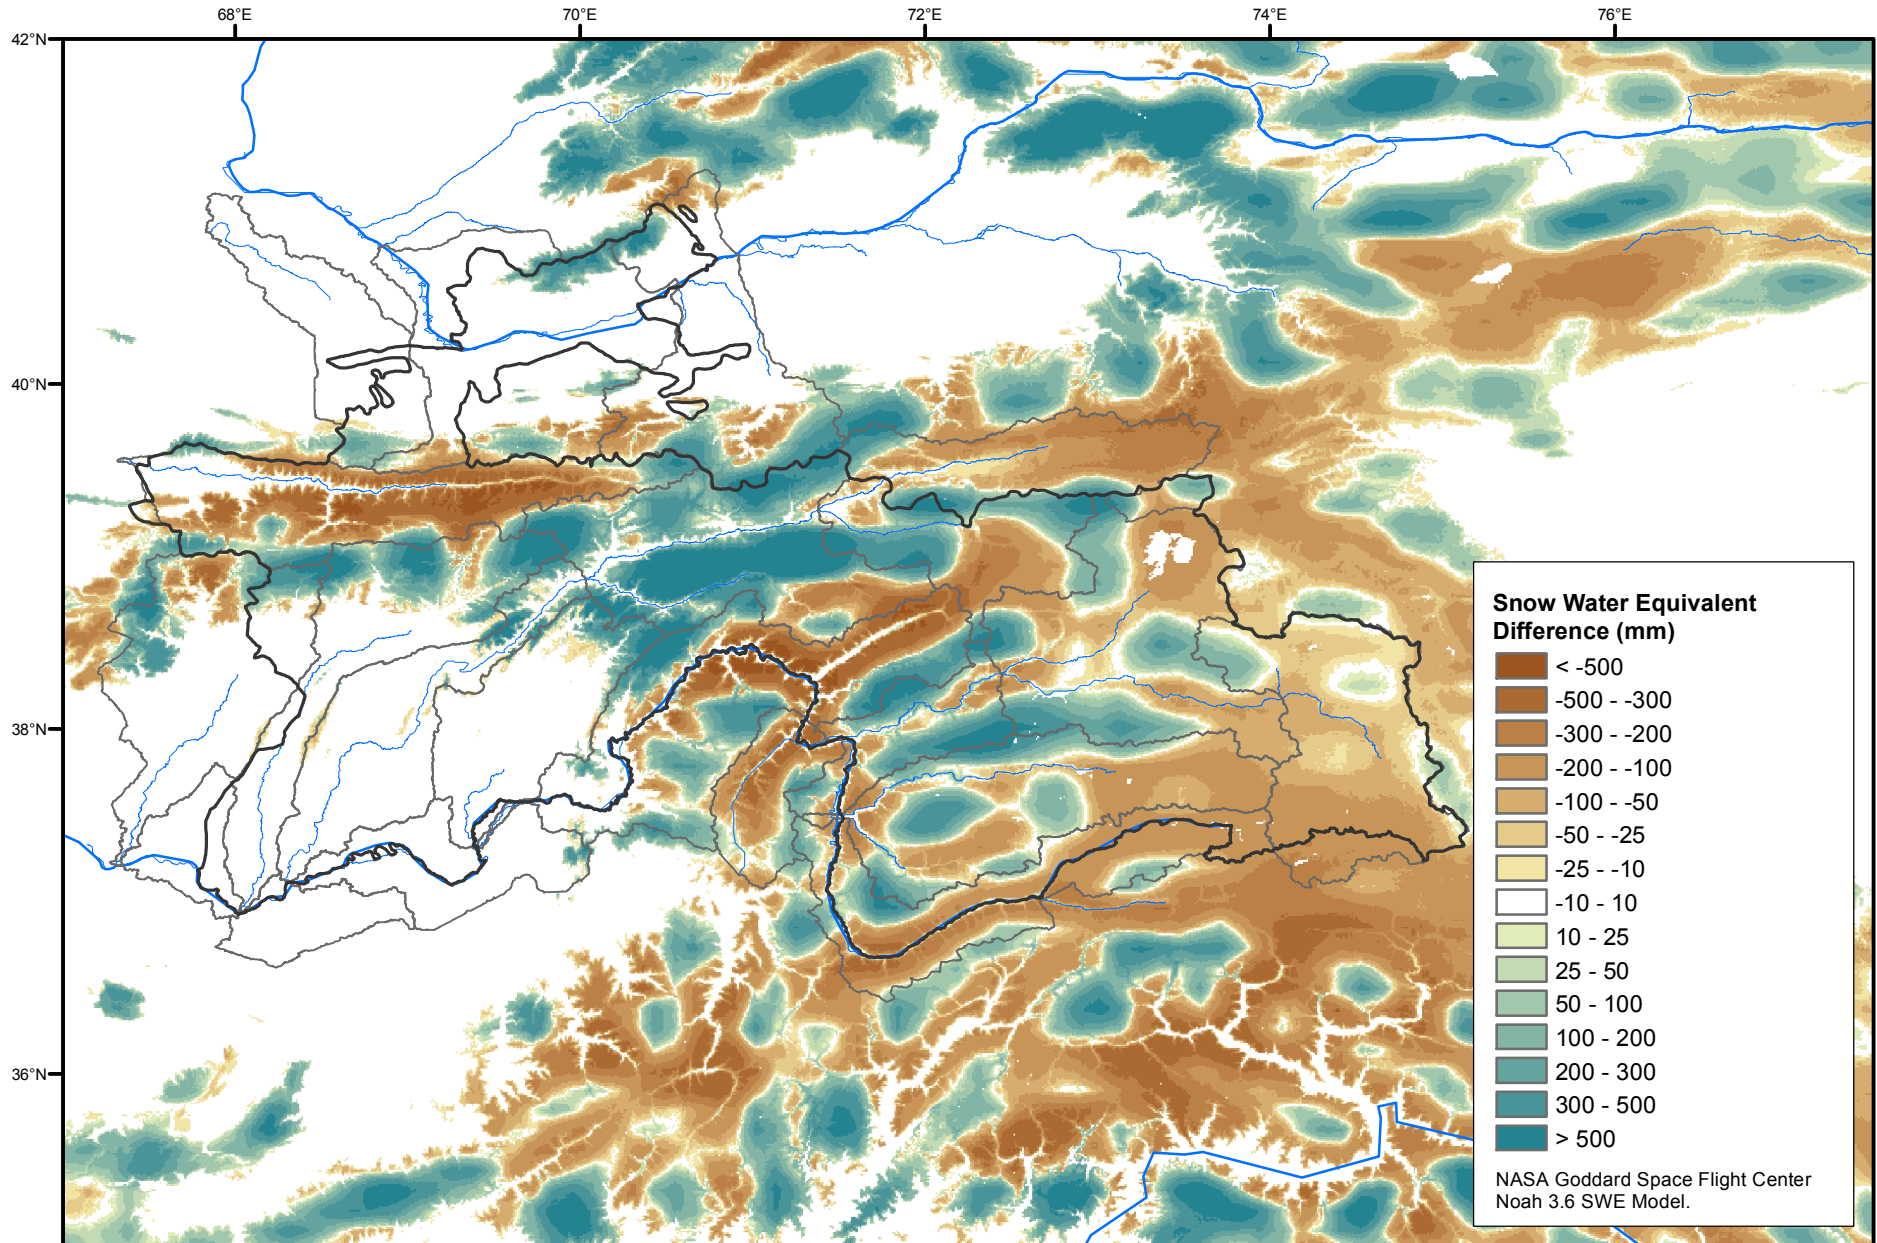 68°E 70°E 72°E 74°E 76°E
42°N
40°N
38°N
36°N
Snow Water Equivalent
Difference (mm)
< -500
-500 - -300
-300 - -200
-200 - -100
-100 - -50
-50 - -25
-25 - -10
-10 - 10
10 - 25
25 - 50
50 - 100
100 - 200
200 - 300
300 - 500
> 500
NASA Goddard Space Flight Center
Noah 3.6 SWE Model.